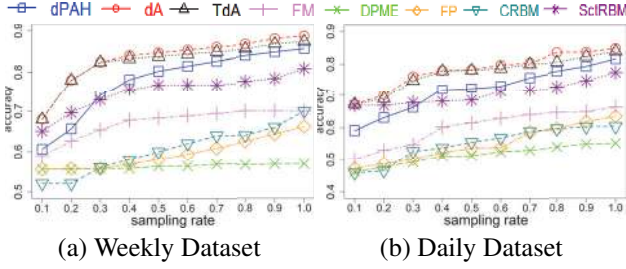 dPAH dA TdA FM DPME FP CRBM SclRBM
accuracy
0.9
0.8
0.7
0.6
0.5
0.1 0.2 0.3 0.4 0.5 0.6 0.7 0.8 0.9 1.0
sampling rate
(a) Weekly Dataset
accuracy
0.9
0.8
0.7
0.6
0.5
0.4
0.1 0.2 0.3 0.4 0.5 0.6 0.7 0.8 0.9 1.0
sampling rate
(b) Daily Dataset